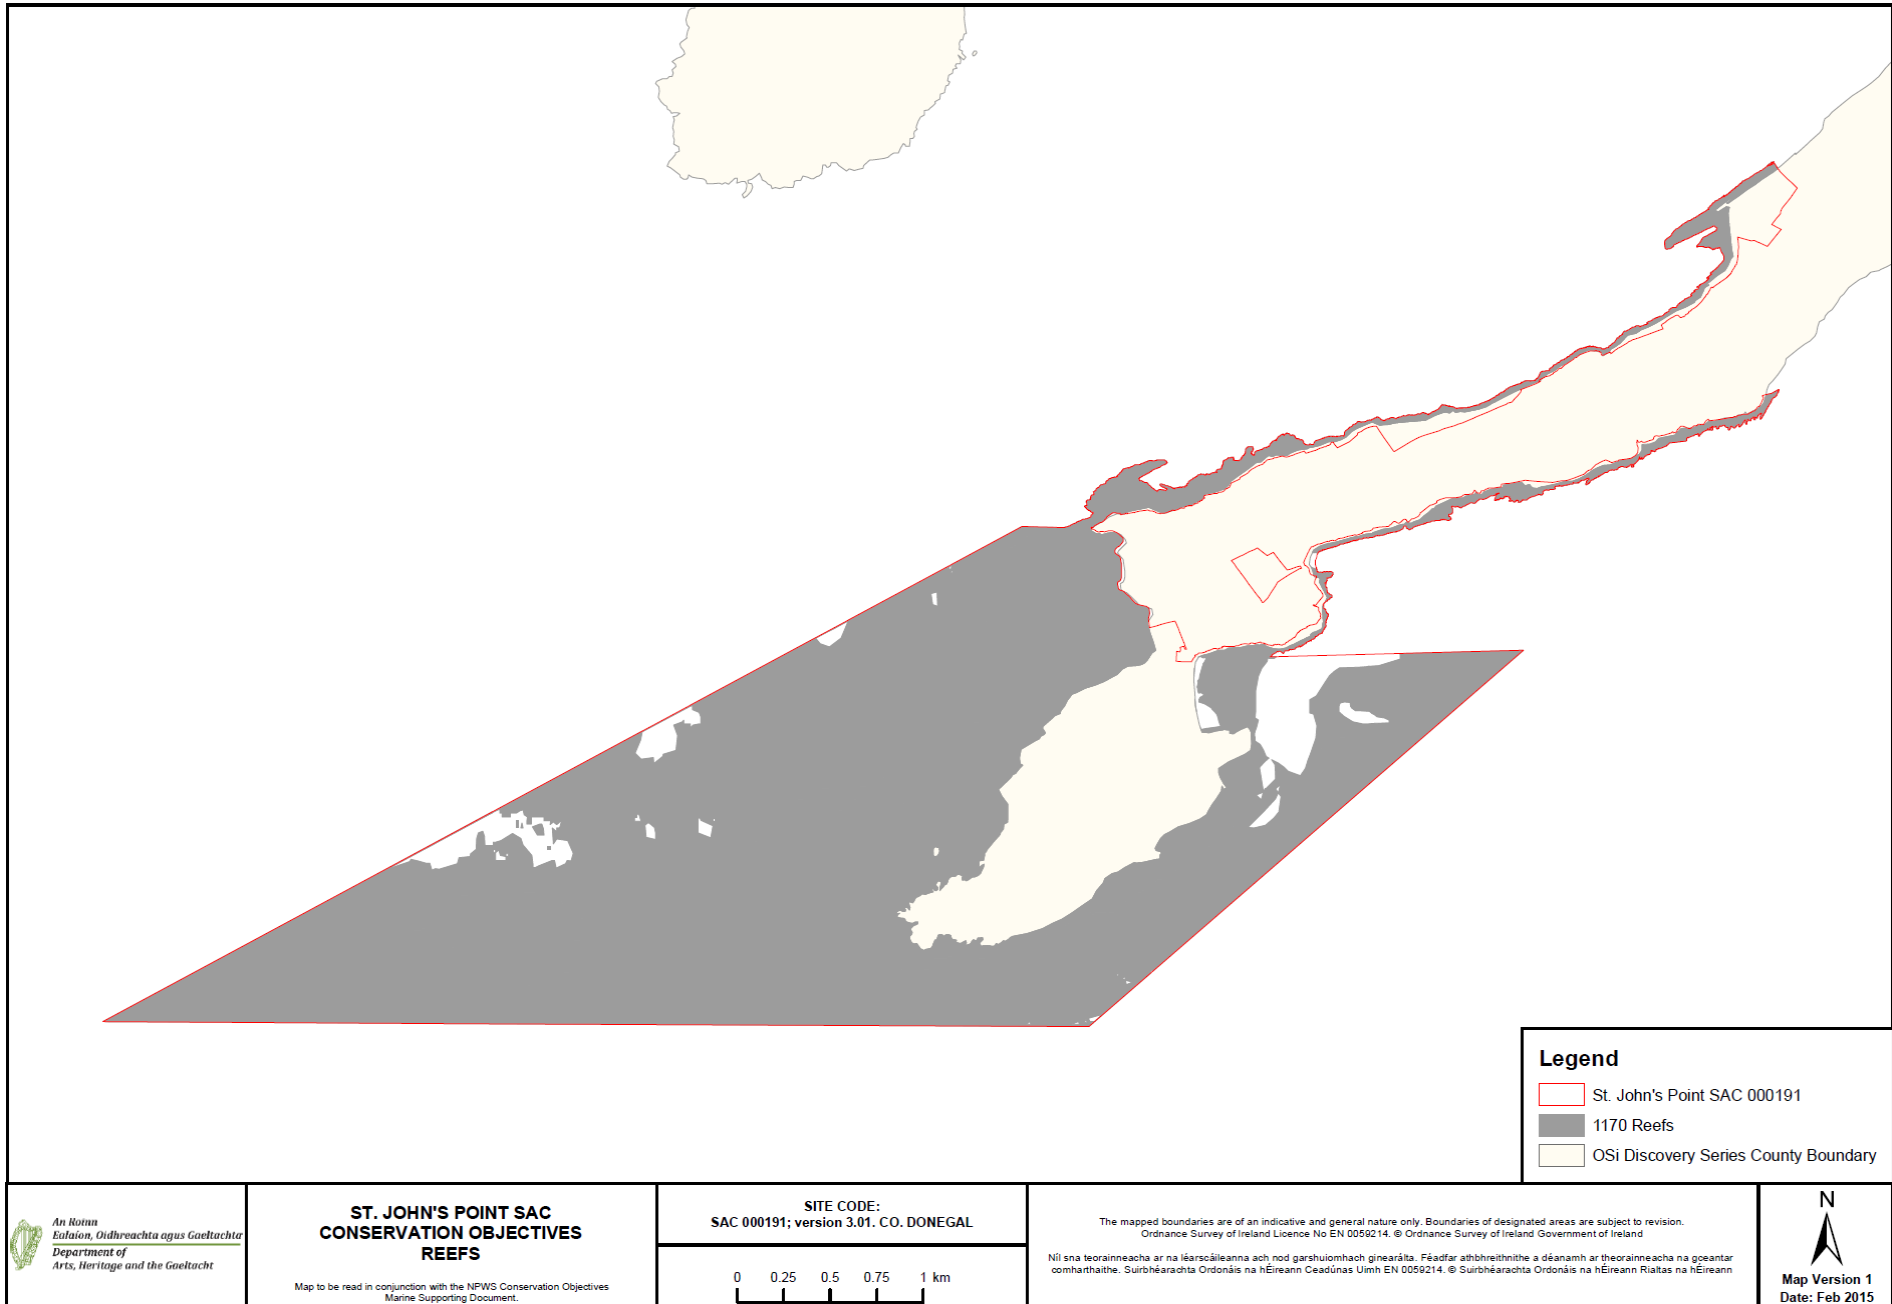 Legend
St. John's Point SAC 000191
1170 Reefs
OSi Discovery Series County Boundary
An Roinn
Ealaíon, Oidhreachta agus Gaeltachta
Department of
Arts, Heritage and the Gaeltacht
ST. JOHN'S POINT SAC
CONSERVATION OBJECTIVES
REEFS
Map to be read in conjunction with the NPWS Conservation Objectives
Marine Supporting Document.
SITE CODE:
SAC 000191; version 3.01. CO. DONEGAL
0 0.25 0.5 0.75 1 km
The mapped boundaries are of an indicative and general nature only. Boundaries of designated areas are subject to revision.
Ordnance Survey of Ireland Licence No EN 0059214. © Ordnance Survey of Ireland Government of Ireland
Níl sna teorainneacha ar na léarscáileanna ach nod garshuiomhach ginearálta. Féadfar athbhreithnithe a déanamh ar theorainneacha na gceantar
comharthaithe. Suirbhéarachta Ordonáis na hÉireann Ceadúnas Uimh EN 0059214. © Suirbhéarachta Ordonáis na hÉireann Rialtas na hÉireann
N
Map Version 1
Date: Feb 2015